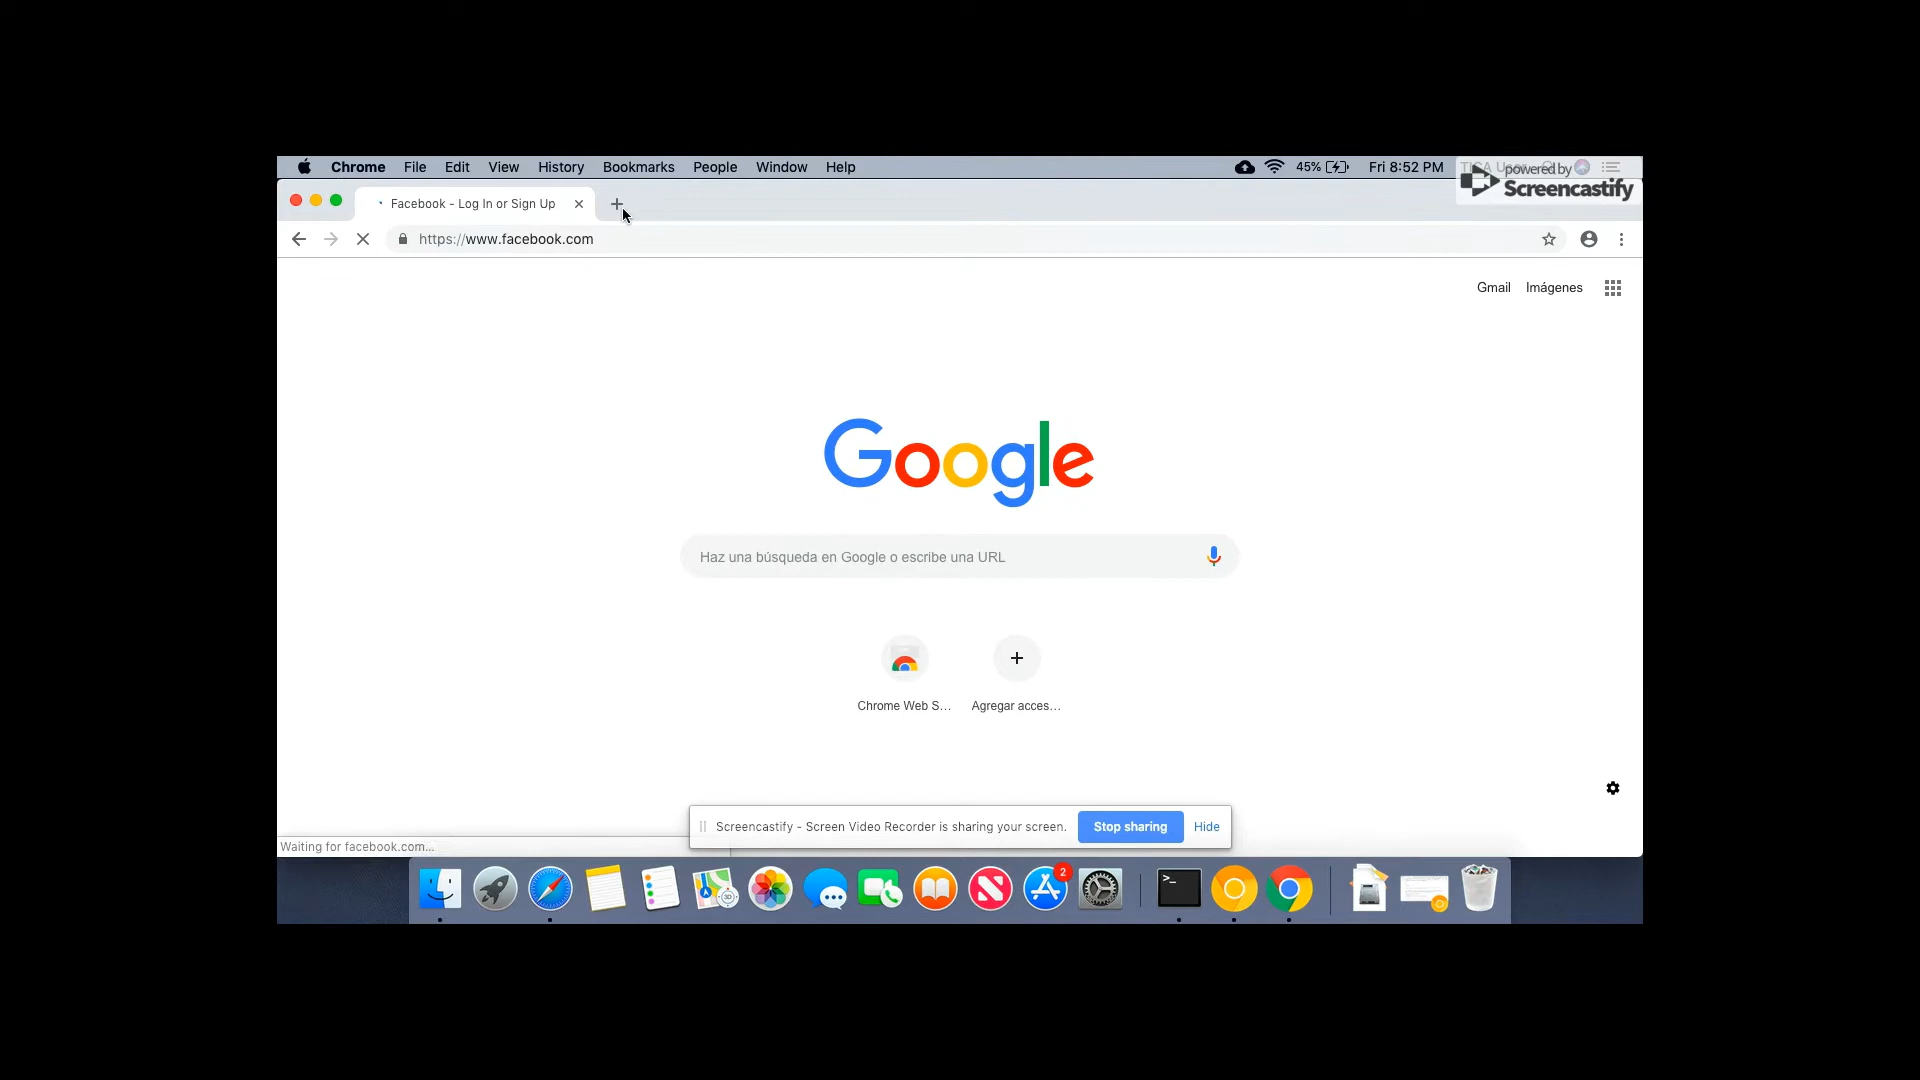 Chrome File Edit View History Bookmarks People Window Help 45% Fri 8:52 PM
powered by
Screencastify
Facebook - Log In or Sign Up
https://www.facebook.com
Gmail Imágenes
Google
Haz una búsqueda en Google o escribe una URL
Chrome Web S... Agregar acces...
Screencastify - Screen Video Recorder is sharing your screen. Stop sharing Hide
Waiting for facebook.com...
2